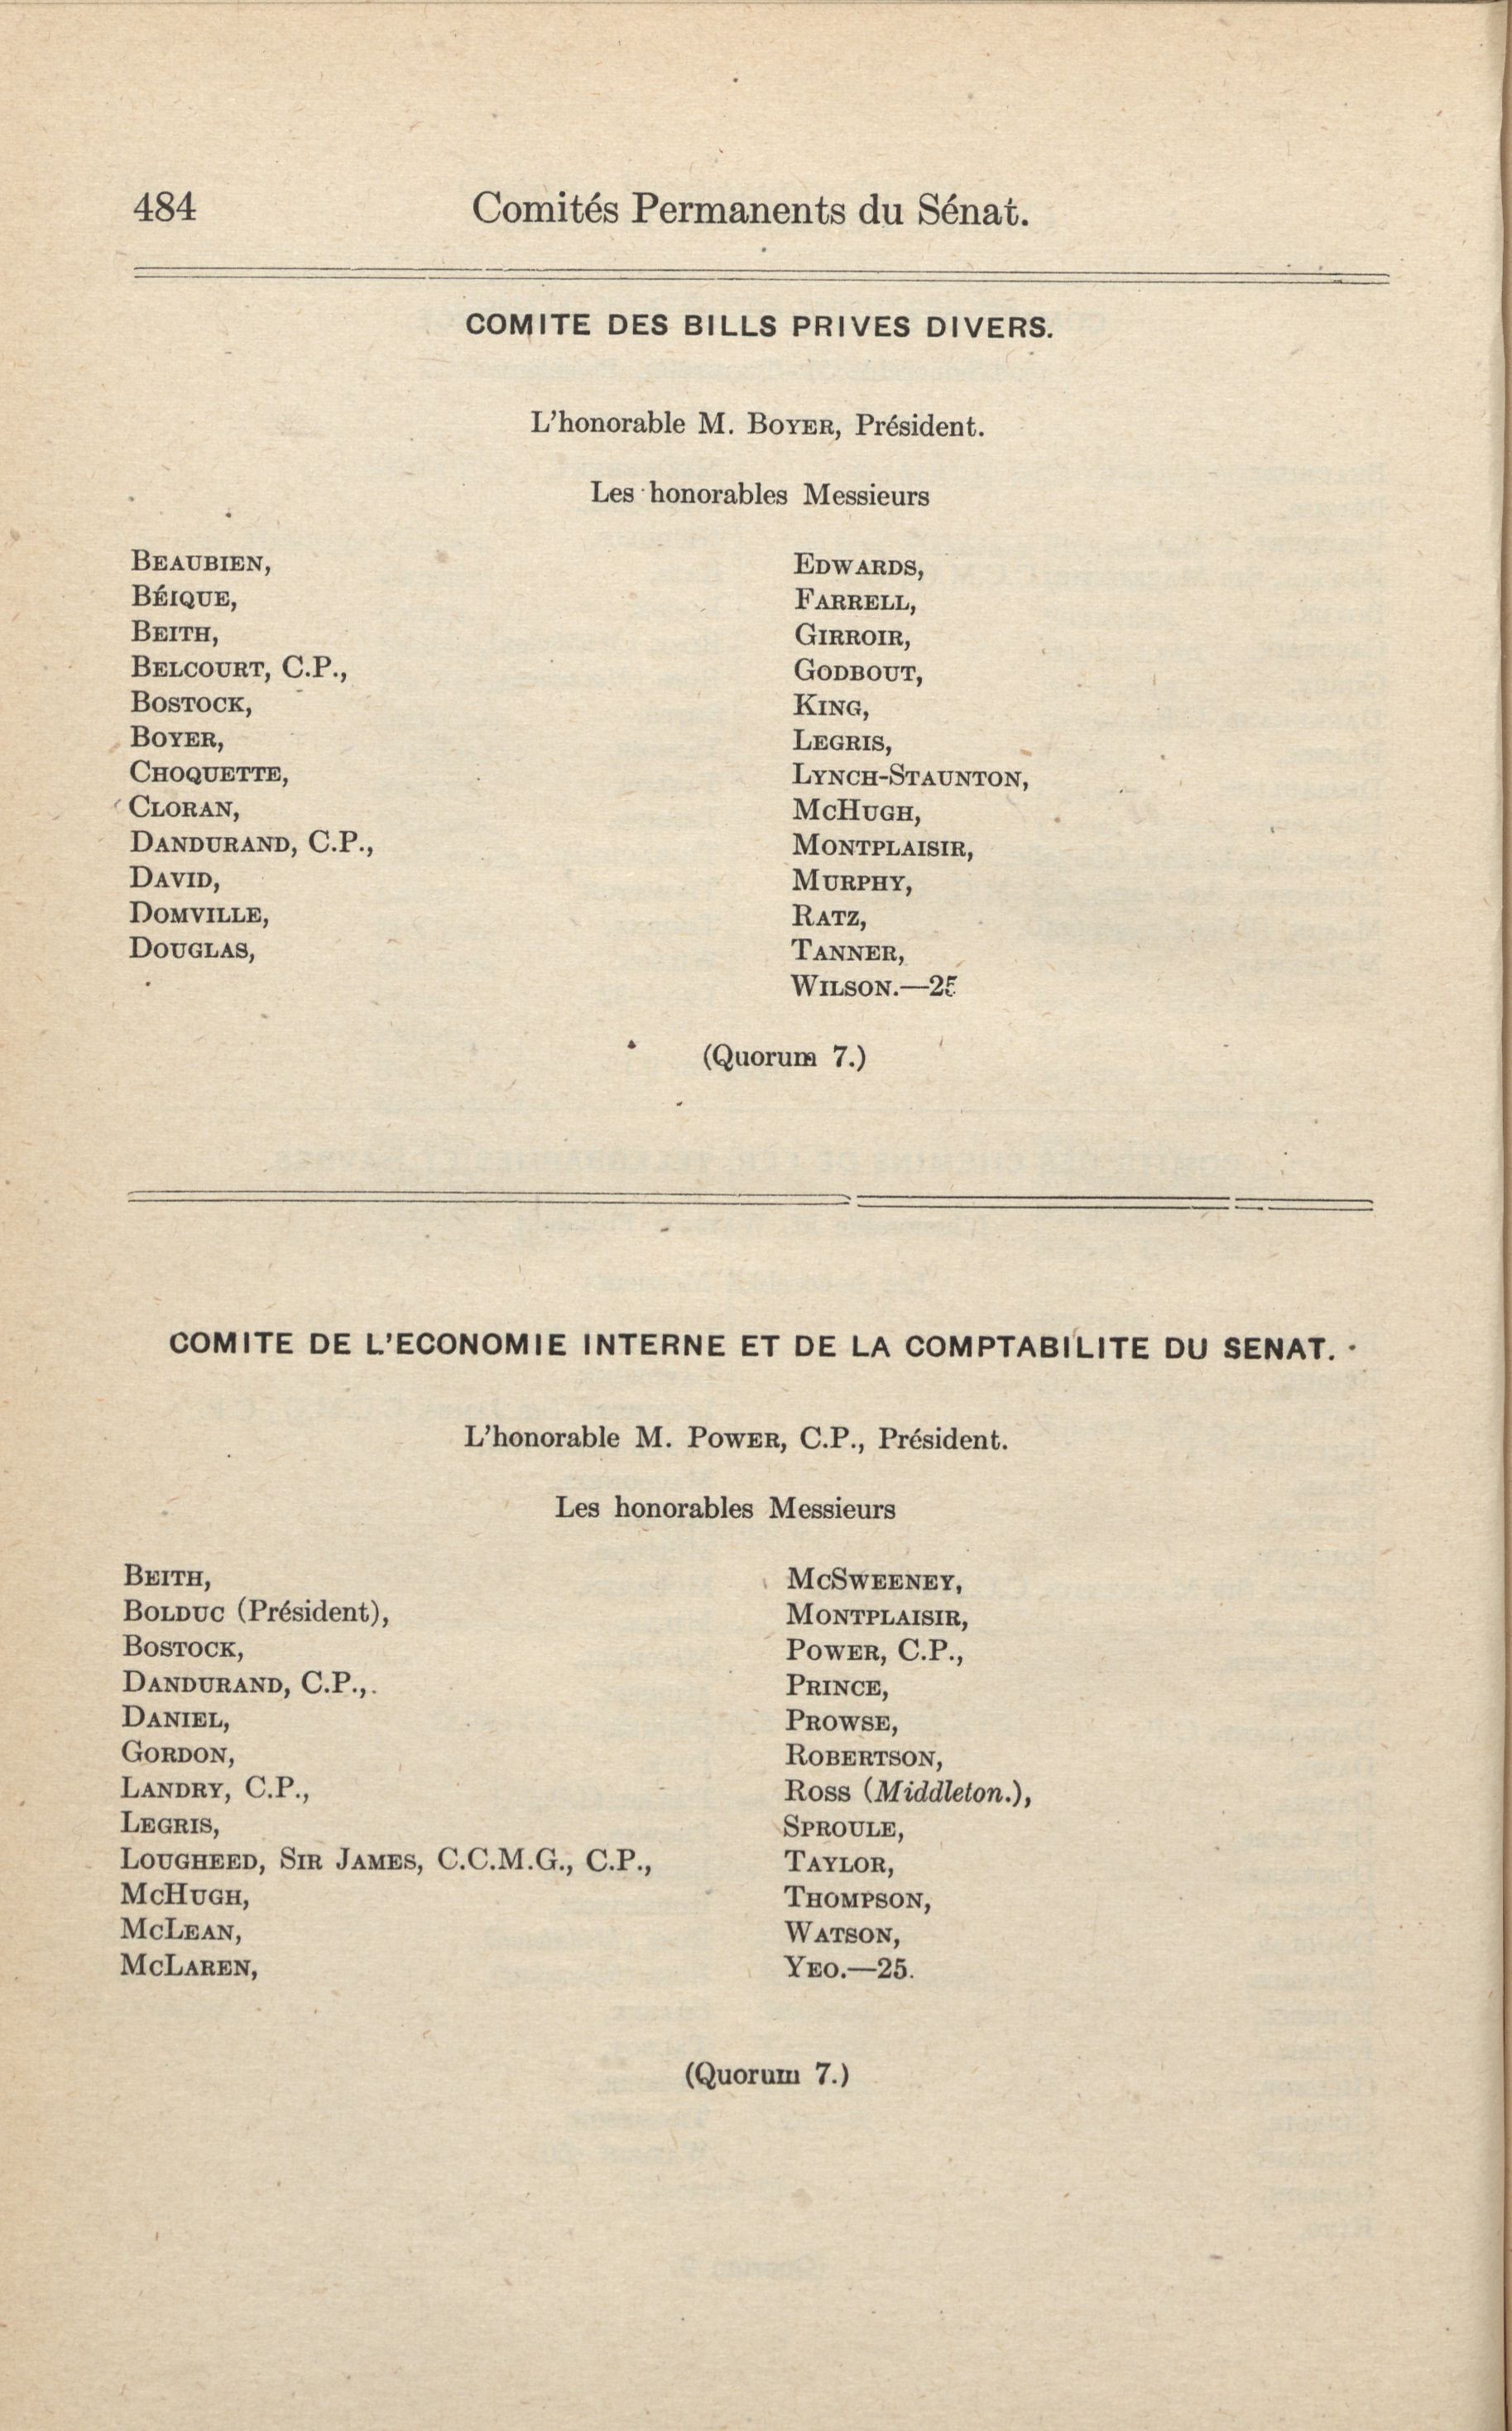 484
Comités Permanents du Sénat.
COMITE DES BILLS PRIVES DIVERS.
L'honorable M. BOYER, Président.
Les honorables Messieurs
BEAUBIEN,
BÉIQUE,
BEITH,
BELCOURT, C.P.,
BOSTOCK,
BOYER,
CHOQUETTE,
CLORAN,
DANDURAND, C.P.,
DAVID,
DOMVILLE,
DOUGLAS,
EDWARDS,
FARRELL,
GIRROIR,
GODBOUT,
KING,
LEGRIS,
LYNCH-STAUNTON,
MCHUGH,
MONTPLAISIR,
MURPHY,
RATZ,
TANNER,
WILSON.—25
(Quorum 7.)
COMITE DE L'ECONOMIE INTERNE ET DE LA COMPTABILITE DU SENAT.
L'honorable M. POWER, C.P., Président.
Les honorables Messieurs
BEITH,
BOLDUC (Président),
BOSTOCK,
DANDURAND, C.P.,.
DANIEL,
GORDON,
LANDRY, C.P.,
LEGRIS,
LOUGHEED, SIR JAMES, C.C.M.G., C.P.,
MCHUGH,
MCLEAN,
MCLAREN,
MCSWEENEY,
MONTPLAISIR,
POWER, C.P.,
PRINCE,
PROWSE,
ROBERTSON,
ROSS (Middleton.),
SPROULE,
TAYLOR,
THOMPSON,
WATSON,
YEO.—25.
(Quorum 7.)